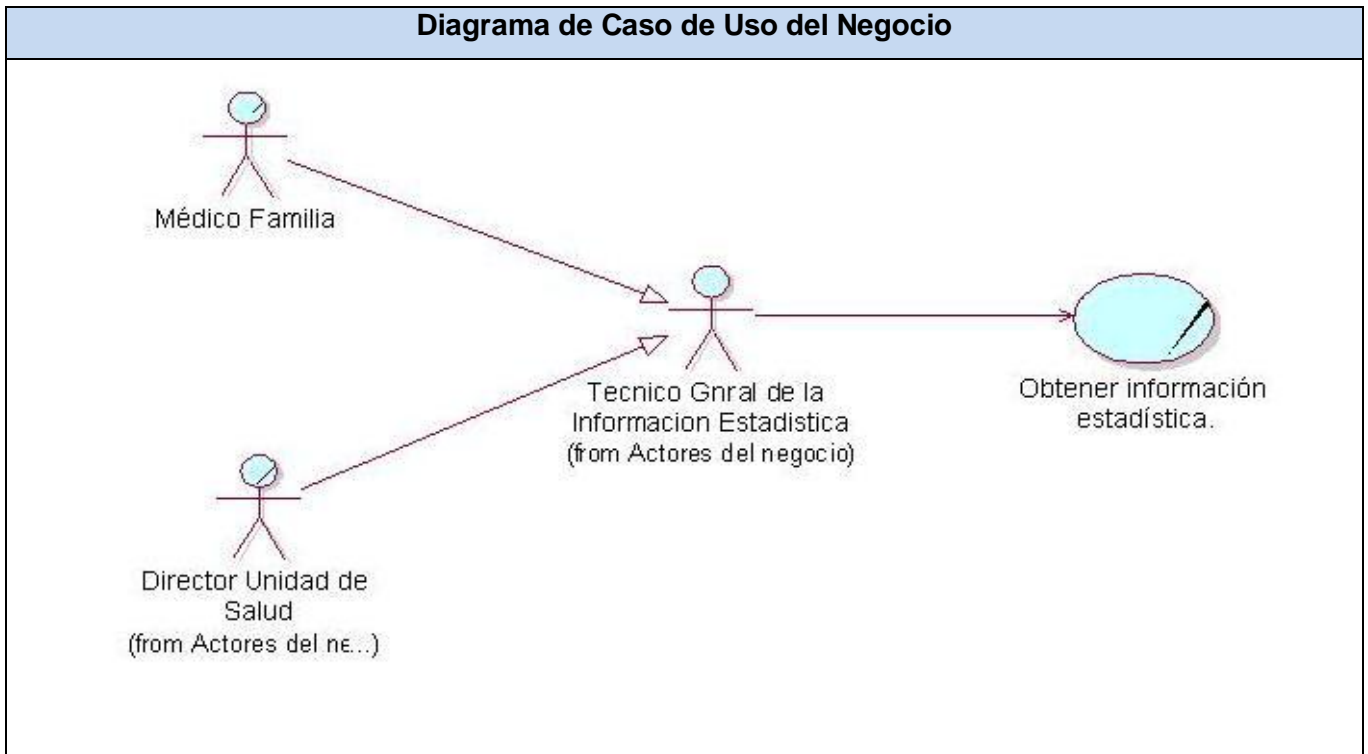 Diagrama de Caso de Uso del Negocio
Médico Familia
Tecnico Gnral de la
Informacion Estadistica
(from Actores del negocio)
Obtener información
estadística.
Director Unidad de
Salud
(from Actores del ne...)